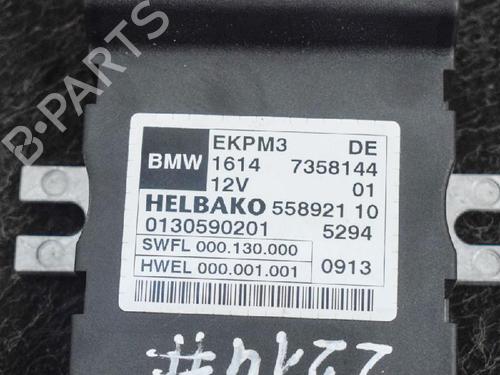 B-PARTS
EKPM3 DE
BMW 1614 7358144
12V 01
HELBAKO 558921 10
0130590201 5294
SWFL 000.130.000
HWEL 000.001.001 0913
2214#